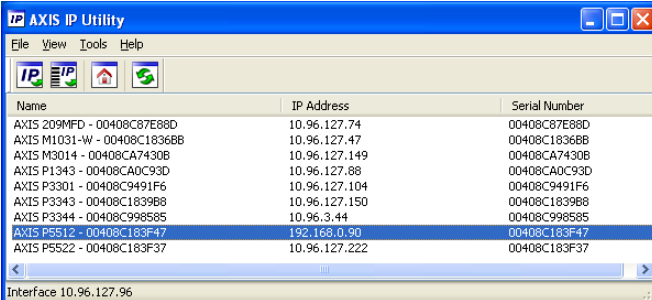 IP AXIS IP Utility
File View Tools Help
IP IP
Name IP Address Serial Number
AXIS 209MFD - 00408C87E88D 10.96.127.74 00408C87E88D
AXIS M1031-W - 00408C1836BB 10.96.127.47 00408C1836BB
AXIS M3014 - 00408CA7430B 10.96.127.149 00408CA7430B
AXIS P1343 - 00408CA0C93D 10.96.127.88 00408CA0C93D
AXIS P3301 - 00408C9491F6 10.96.127.104 00408C9491F6
AXIS P3343 - 00408C1839B8 10.96.127.150 00408C1839B8
AXIS P3344 - 00408C998585 10.96.3.44 00408C998585
AXIS P5512 - 00408C183F47 192.168.0.90 00408C183F47
AXIS P5522 - 00408C183F37 10.96.127.222 00408C183F37
Interface 10.96.127.96